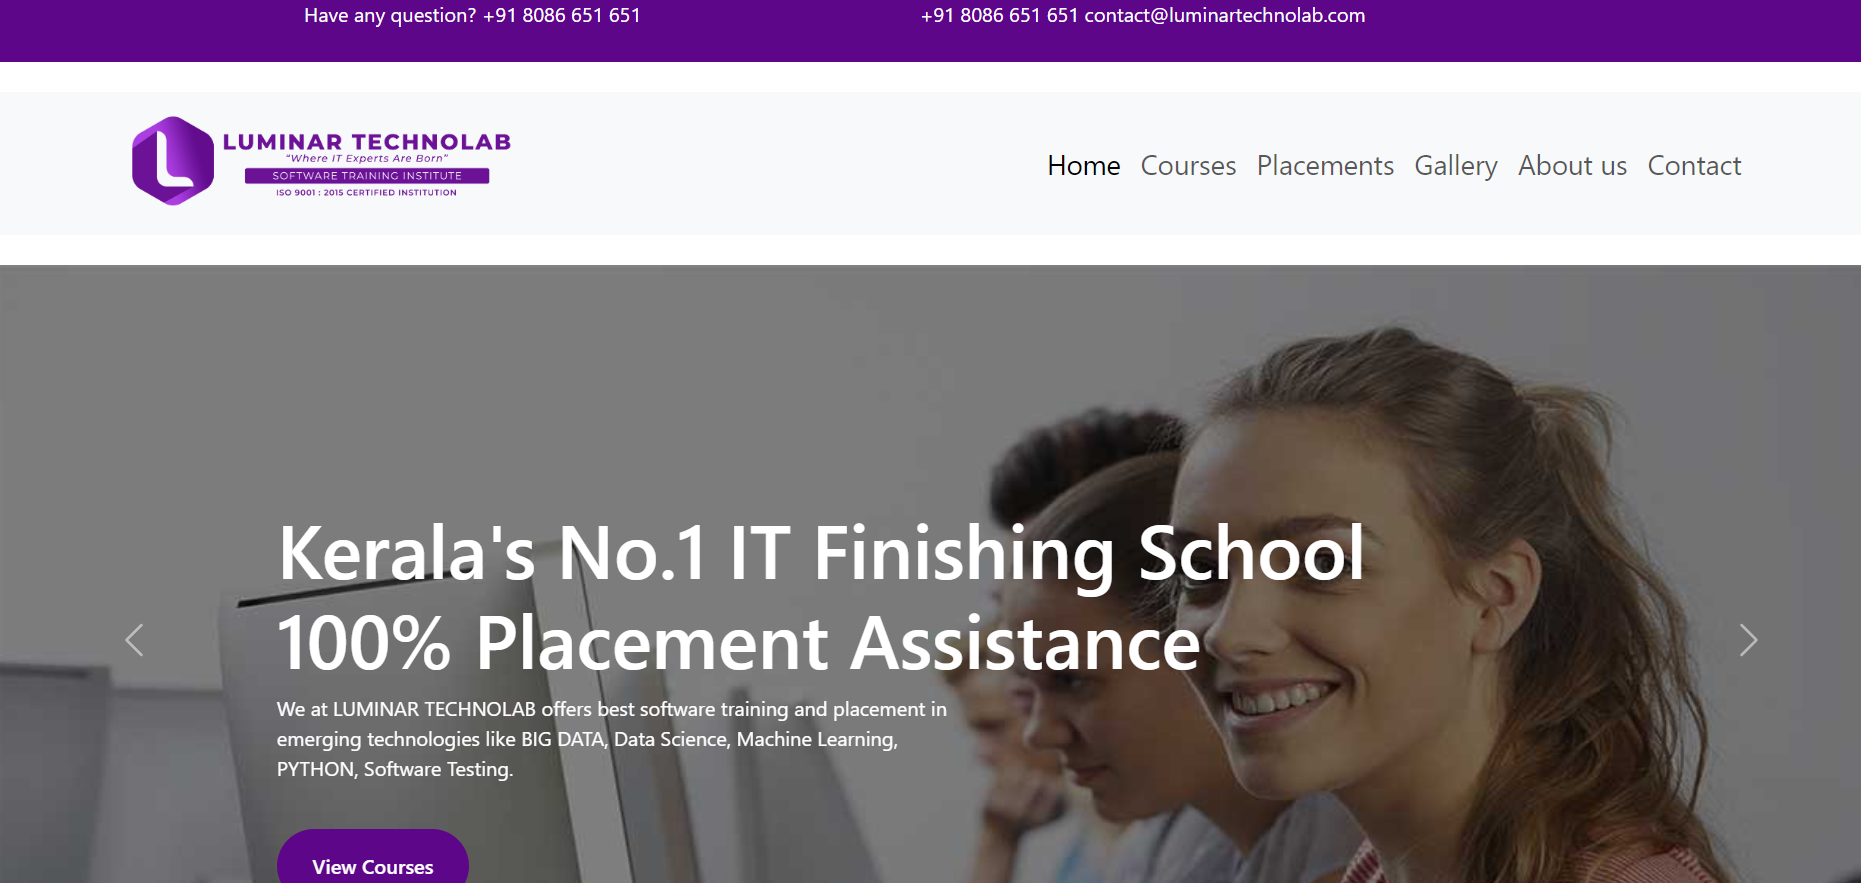 Have any question? +91 8086 651 651
+91 8086 651 651 contact@luminartechnolab.com
LUMINAR TECHNOLAB
“Where IT Experts Are Born”
SOFTWARE TRAINING INSTITUTE
ISO 9001 : 2015 CERTIFIED INSTITUTION
Home Courses Placements Gallery About us Contact
Kerala's No.1 IT Finishing School
100% Placement Assistance
We at LUMINAR TECHNOLAB offers best software training and placement in
emerging technologies like BIG DATA, Data Science, Machine Learning,
PYTHON, Software Testing.
View Courses